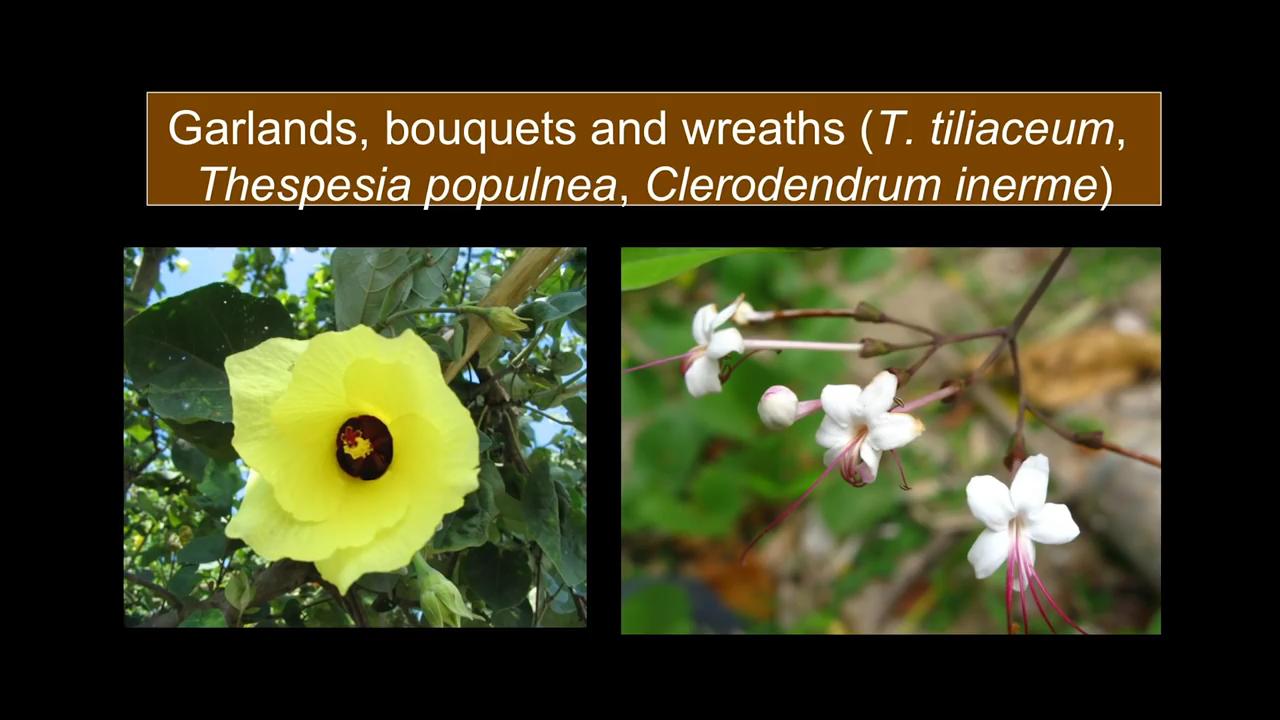 Garlands, bouquets and wreaths (T. tiliaceum,
Thespesia populnea, Clerodendrum inerme)